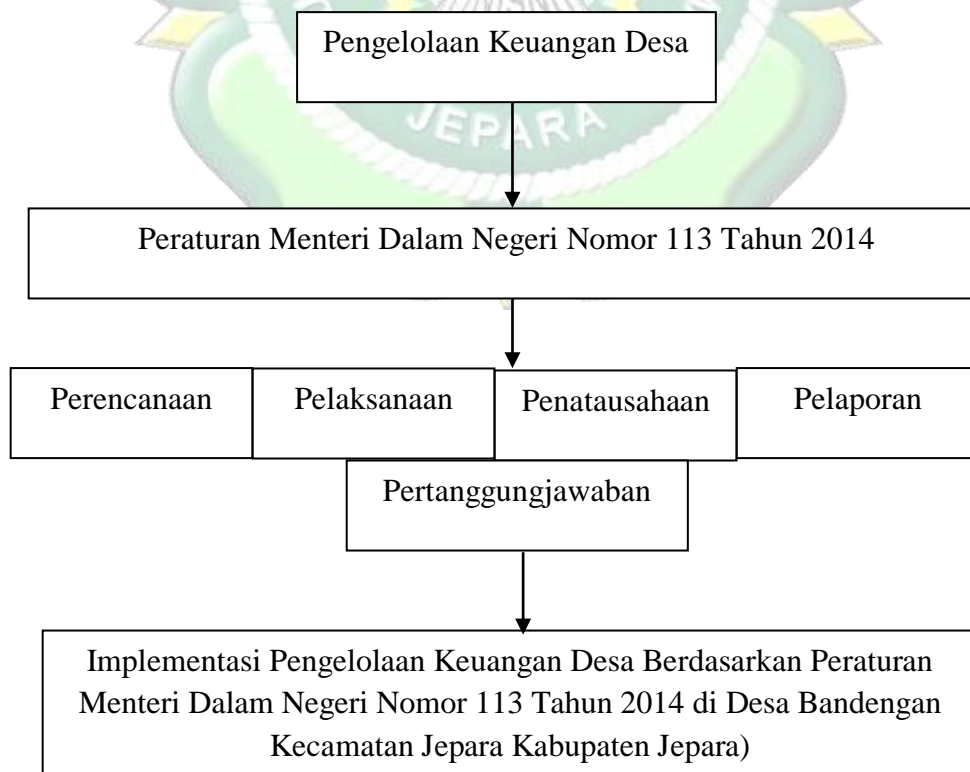 Pengelolaan Keuangan Desa
JEPARA
Peraturan Menteri Dalam Negeri Nomor 113 Tahun 2014
Perencanaan
Pelaksanaan
Penatausahaan
Pelaporan
Pertanggungjawaban
Implementasi Pengelolaan Keuangan Desa Berdasarkan Peraturan
Menteri Dalam Negeri Nomor 113 Tahun 2014 di Desa Bandengan
Kecamatan Jepara Kabupaten Jepara)